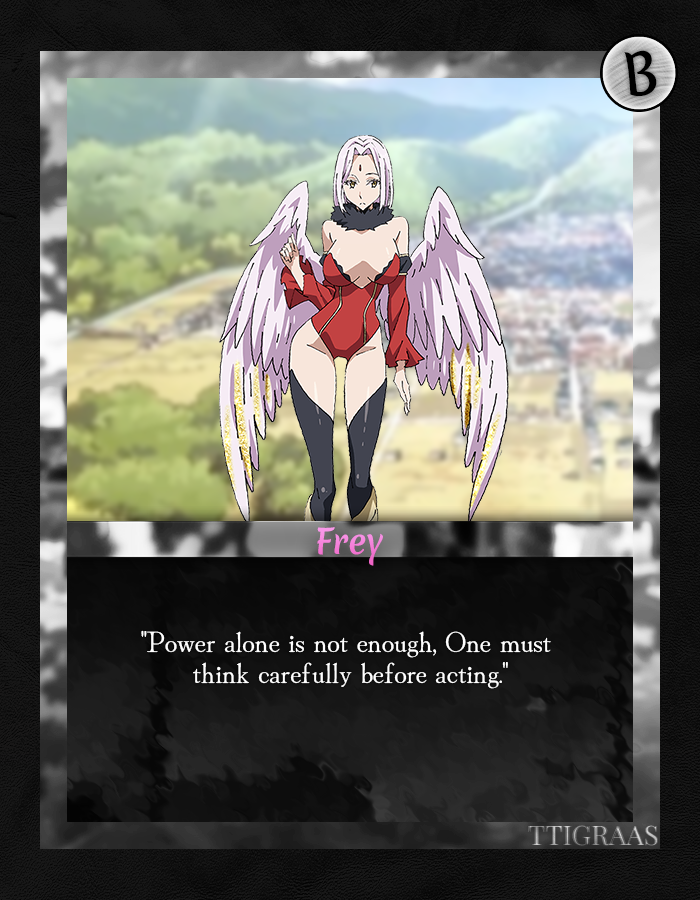 B
Frey
"Power alone is not enough, One must
think carefully before acting."
TTIGRAAS